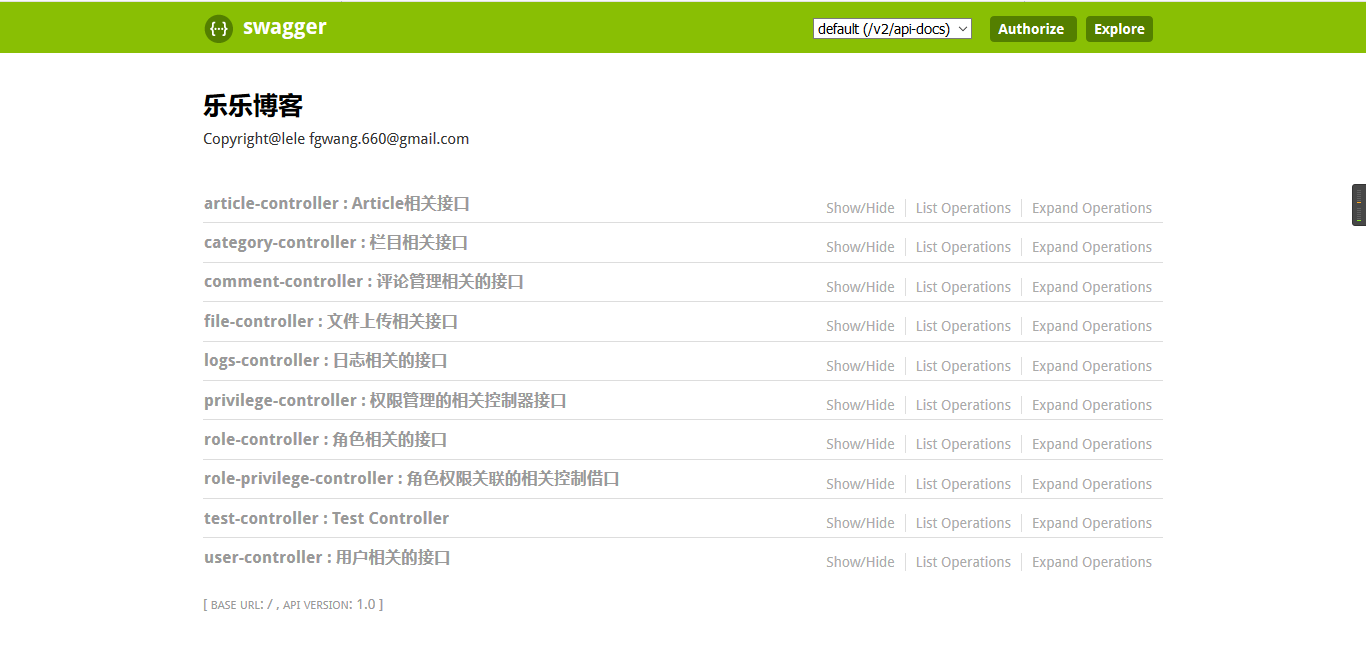 {··} swagger default (/v2/api-docs) Authorize Explore
乐乐博客
Copyright@lele fgwang.660@gmail.com
article-controller : Article相关接口 Show/Hide List Operations Expand Operations
category-controller : 栏目相关接口 Show/Hide List Operations Expand Operations
comment-controller : 评论管理相关的接口 Show/Hide List Operations Expand Operations
file-controller : 文件上传相关接口 Show/Hide List Operations Expand Operations
logs-controller : 日志相关的接口 Show/Hide List Operations Expand Operations
privilege-controller : 权限管理的相关控制器接口 Show/Hide List Operations Expand Operations
role-controller : 角色相关的接口 Show/Hide List Operations Expand Operations
role-privilege-controller : 角色权限关联的相关控制借口 Show/Hide List Operations Expand Operations
test-controller : Test Controller Show/Hide List Operations Expand Operations
user-controller : 用户相关的接口 Show/Hide List Operations Expand Operations
[ BASE URL: / , API VERSION: 1.0 ]